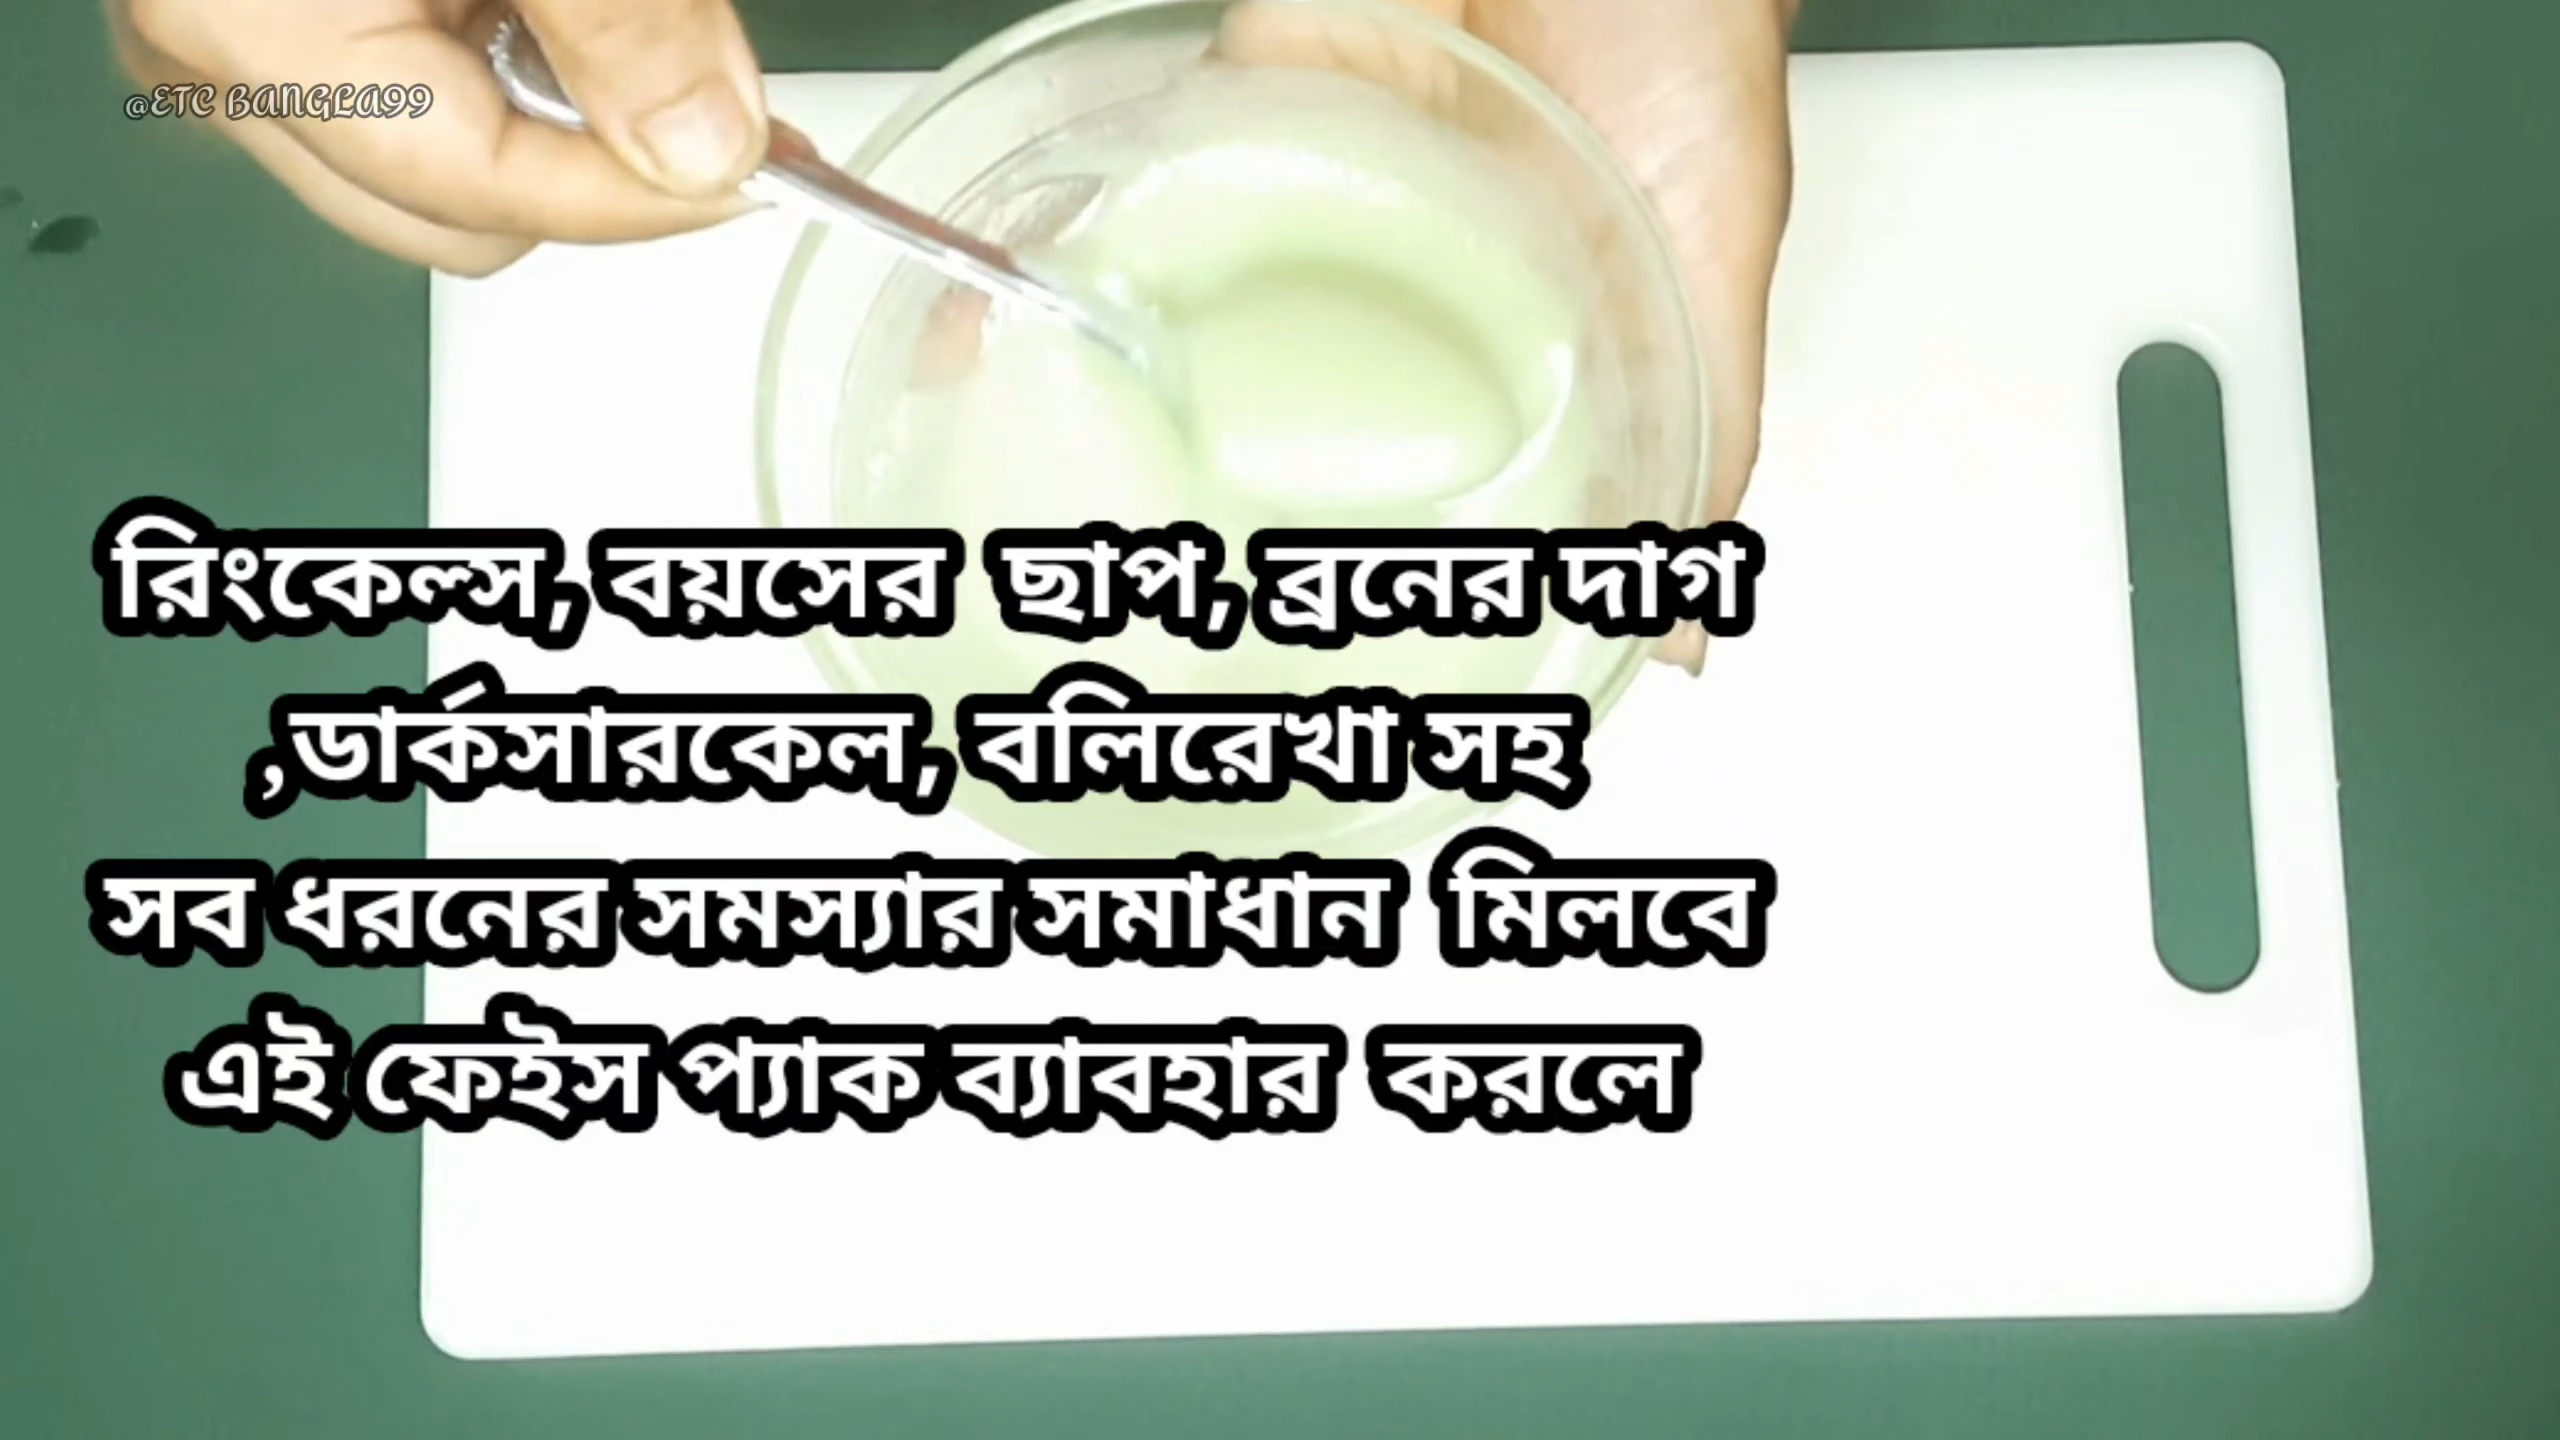 @ETC BANGLA99
রিংকেল্স, বয়সের ছাপ, ব্রনের দাগ
,ডার্কসারকেল, বলিরেখা সহ
সব ধরনের সমস্যার সমাধান মিলবে
এই ফেইস প্যাক ব্যাবহার করলে